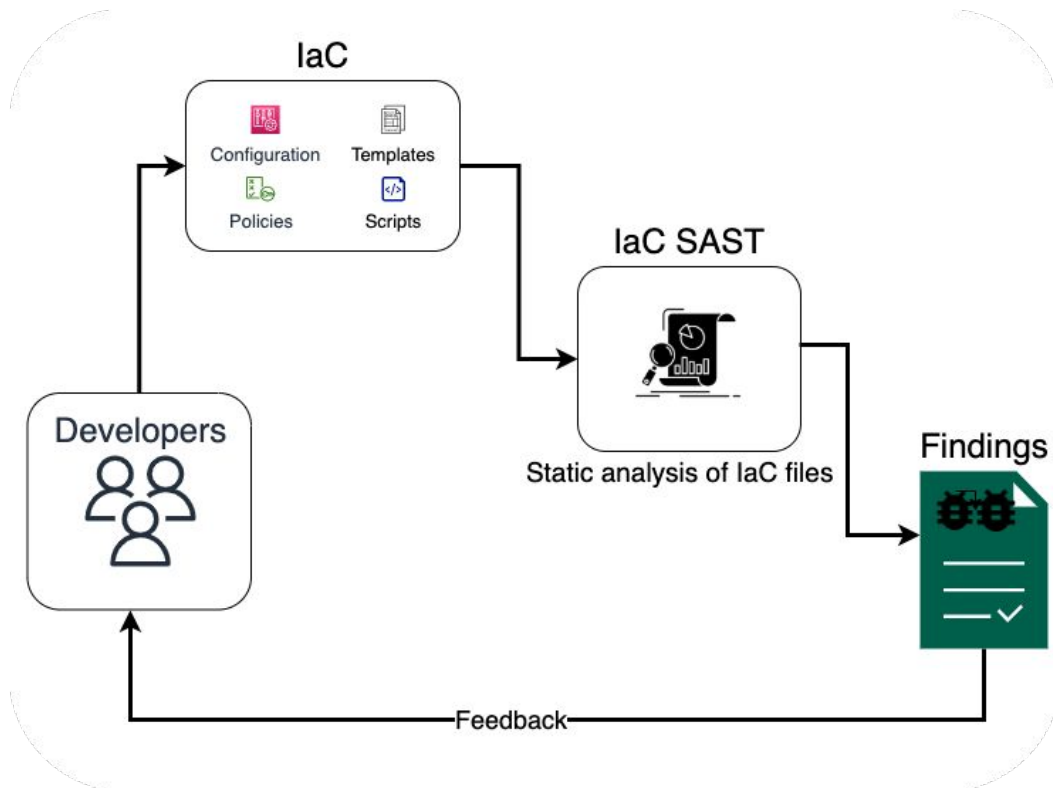 IaC
Configuration
Templates
Policies
Scripts
IaC SAST
Static analysis of IaC files
Developers
Findings
Feedback